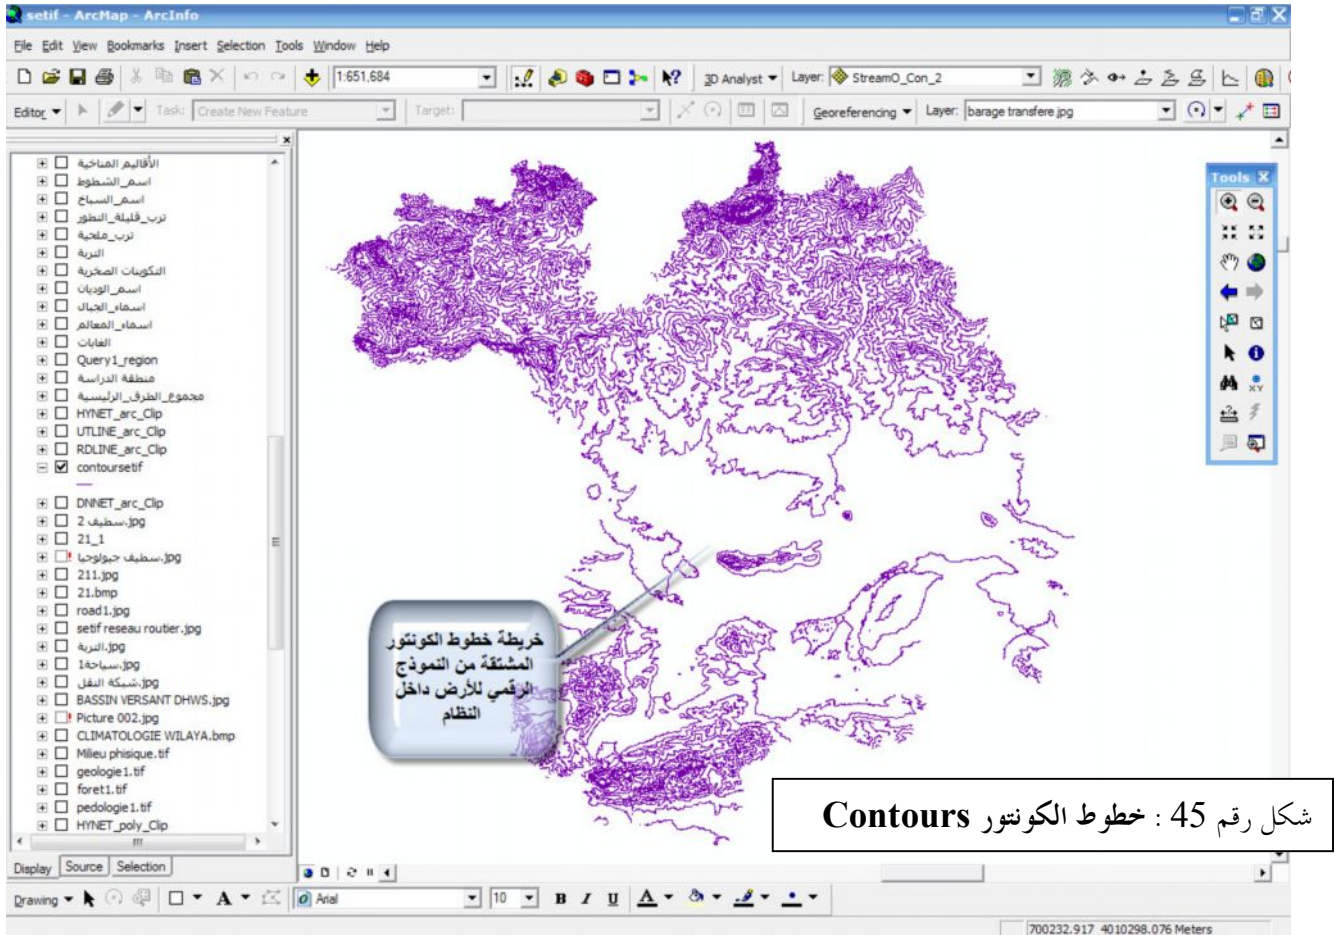 setif - ArcMap - ArcInfo
File Edit View Bookmarks Insert Selection Tools Window Help
1:651,684
3D Analyst Layer: StreamO_Con_2
Editor Task: Create New Feature Target:
Georeferencing Layer: barage transfere.jpg
الأقاليم المناخية
اسم_الشطوط
اسم_السباخ
ترب_قليلة_التطور
ترب_ملحية
التربة
التكوينات الصخرية
اسم_الوديان
اسماء_الجبال
اسماء_المعالم
الغابات
Query1_region
منطقة الدراسة
مجموع_الطرق_الرئيسية
HYNET_arc_Clip
UTLINE_arc_Clip
RDLINE_arc_Clip
contoursetif
DNNET_arc_Clip
سطيف 2.jpg
21_1
سطيف جيولوجيا.jpg
211.jpg
21.bmp
road1.jpg
setif reseau routier.jpg
التربة.jpg
سياحة1.jpg
شبكة النقل.jpg
BASSIN VERSANT DHWS.jpg
Picture 002.jpg
CLIMATOLOGIE WILAYA.bmp
Milieu phisique.tif
geologie1.tif
foret1.tif
pedologie1.tif
HYNET_poly_Clip
Display Source Selection
Tools
XY
خريطة خطوط الكونتور
المشتقة من النموذج
الرقمي للأرض داخل
النظام
شكل رقم 45 : خطوط الكونتور Contours
Drawing A Arial 10 B I U A
700232.917 4010298.076 Meters